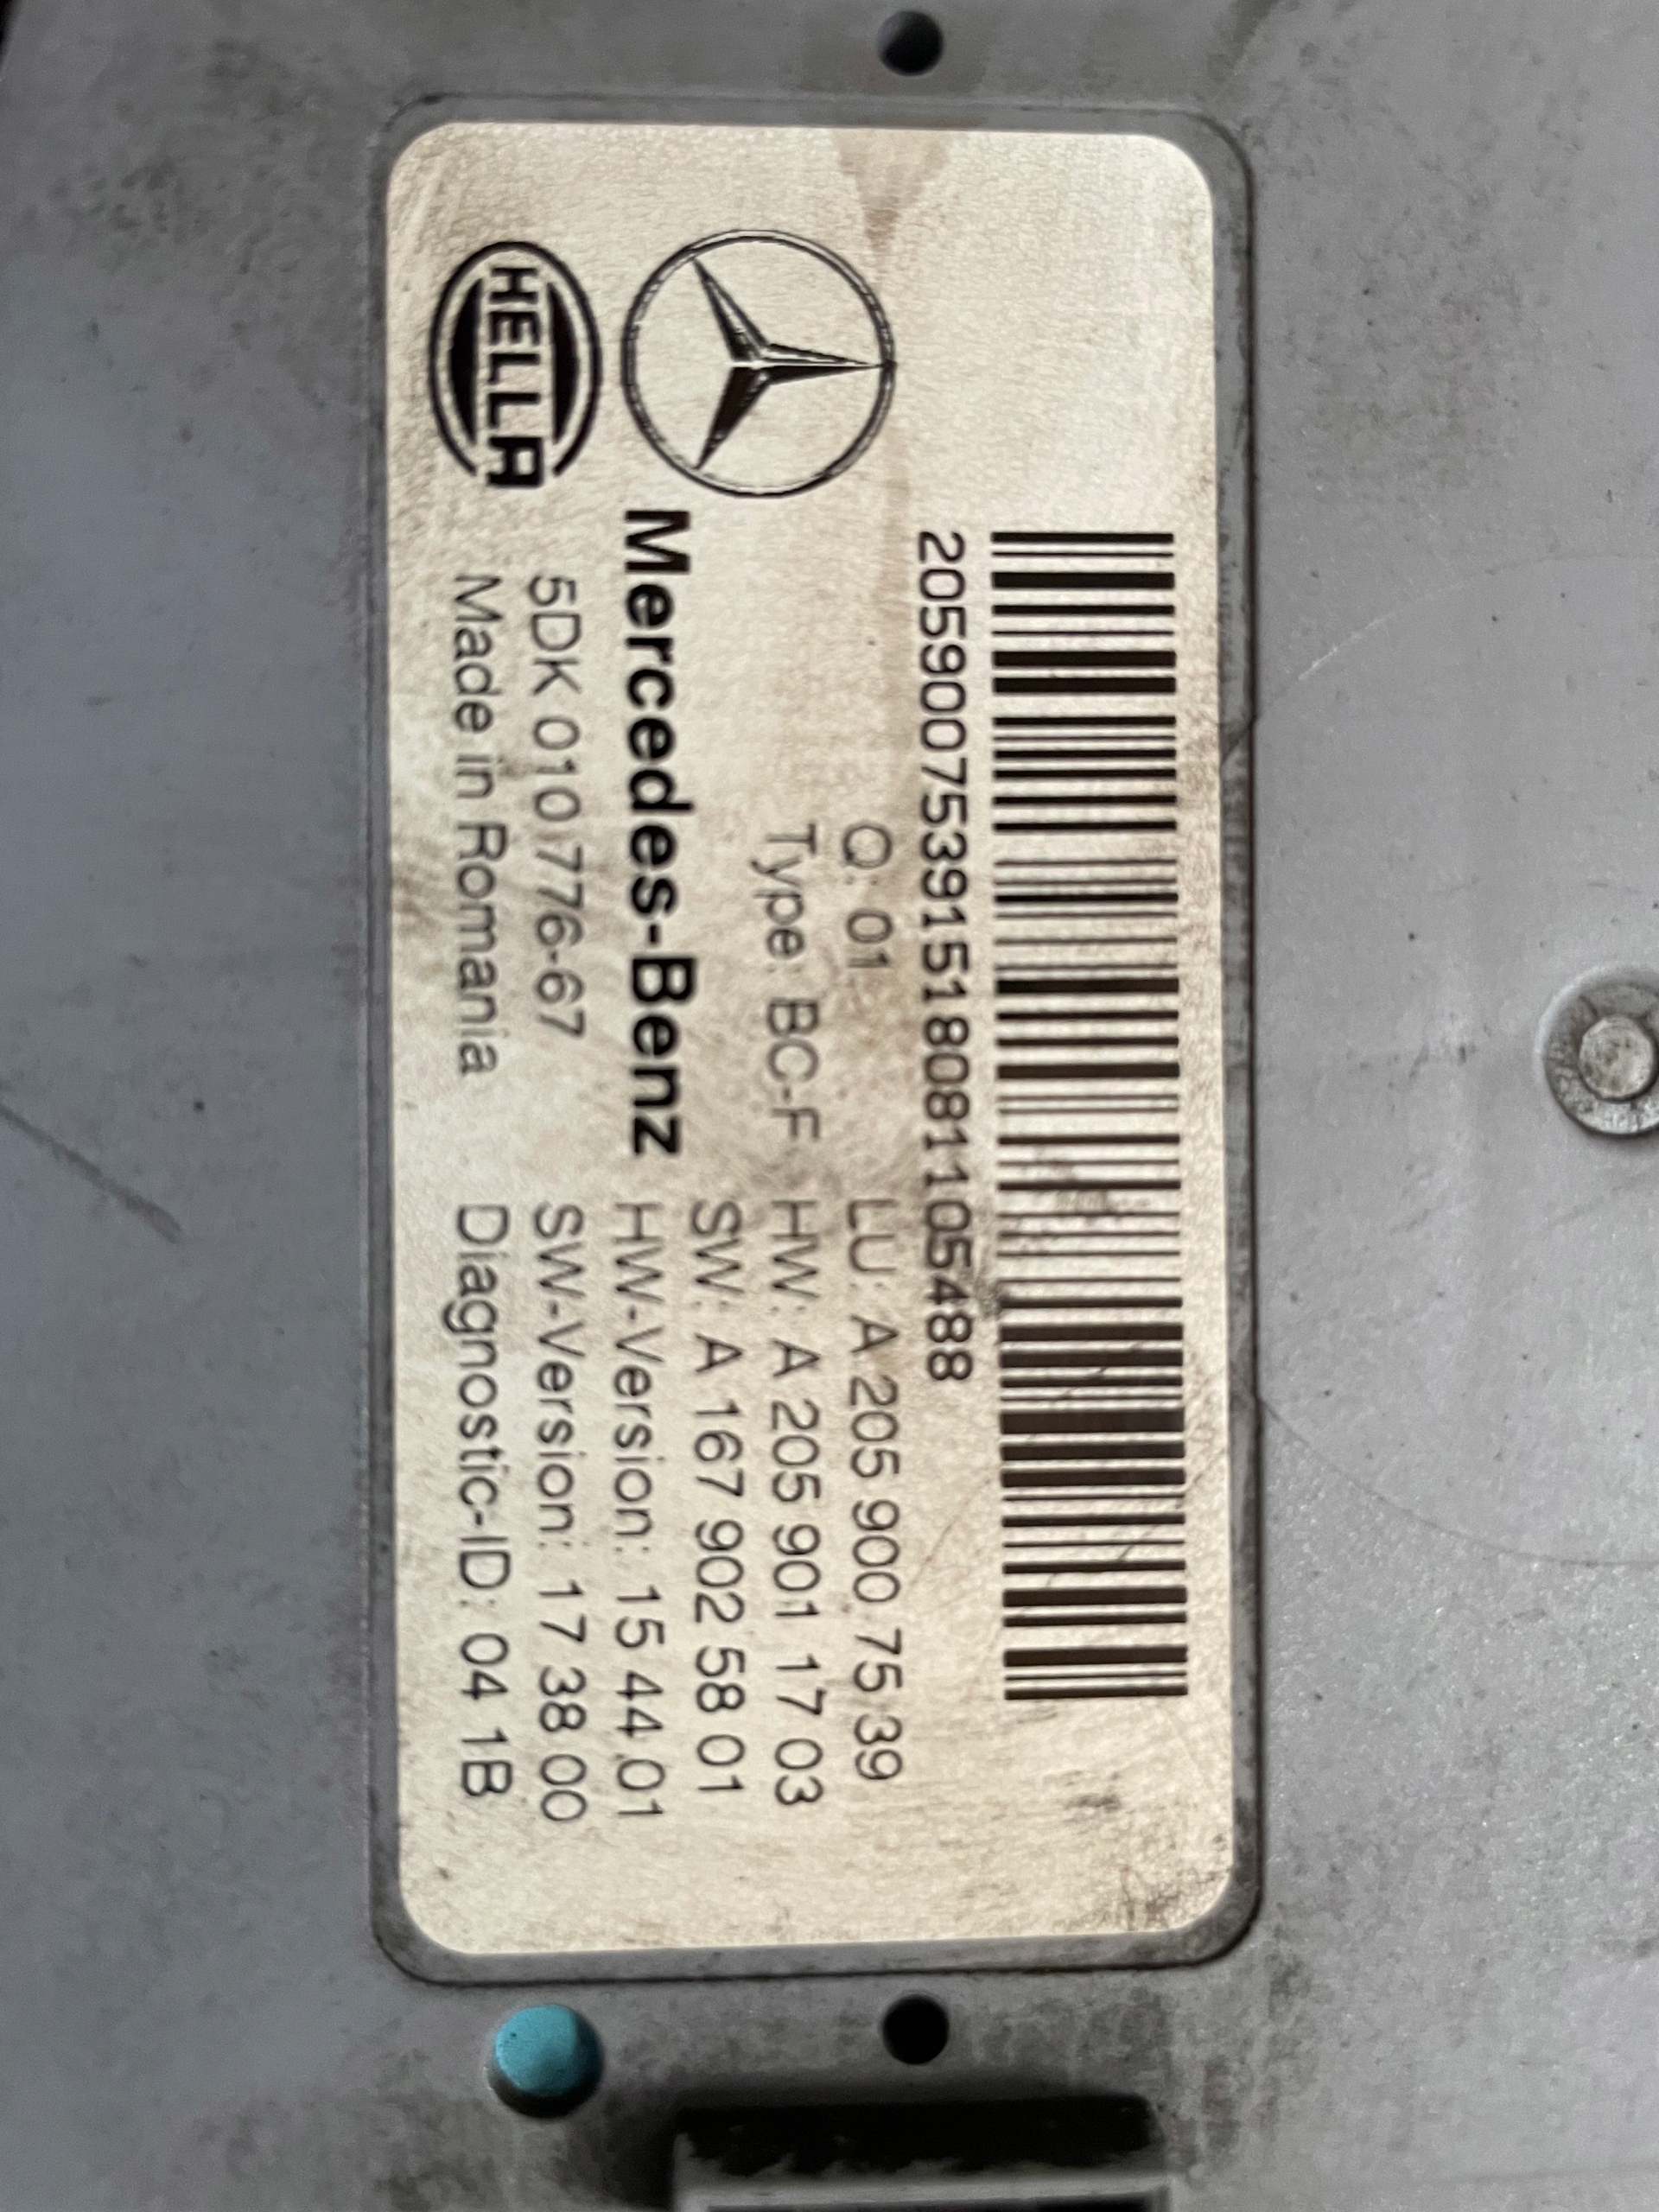 205900753915180811054​88
Q: 01 LU: A 205 900 75 39
Type: BC-F HW: A 205 901 17 03
SW: A 167 902 58 01
Mercedes-Benz HW-Version: 15 44 01
HELLA 5DK 010 776-67 SW-Version: 17 38 00
Made in Romania Diagnostic-ID: 04 1B